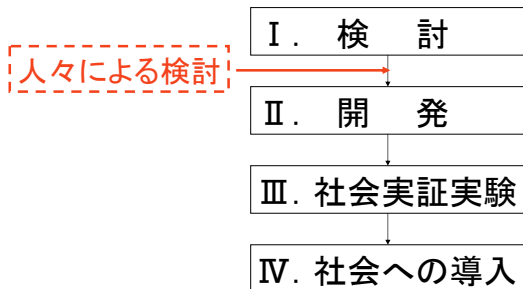 Ⅰ. 検　討
人々による検討
Ⅱ. 開　発
Ⅲ. 社会実証実験
Ⅳ. 社会への導入